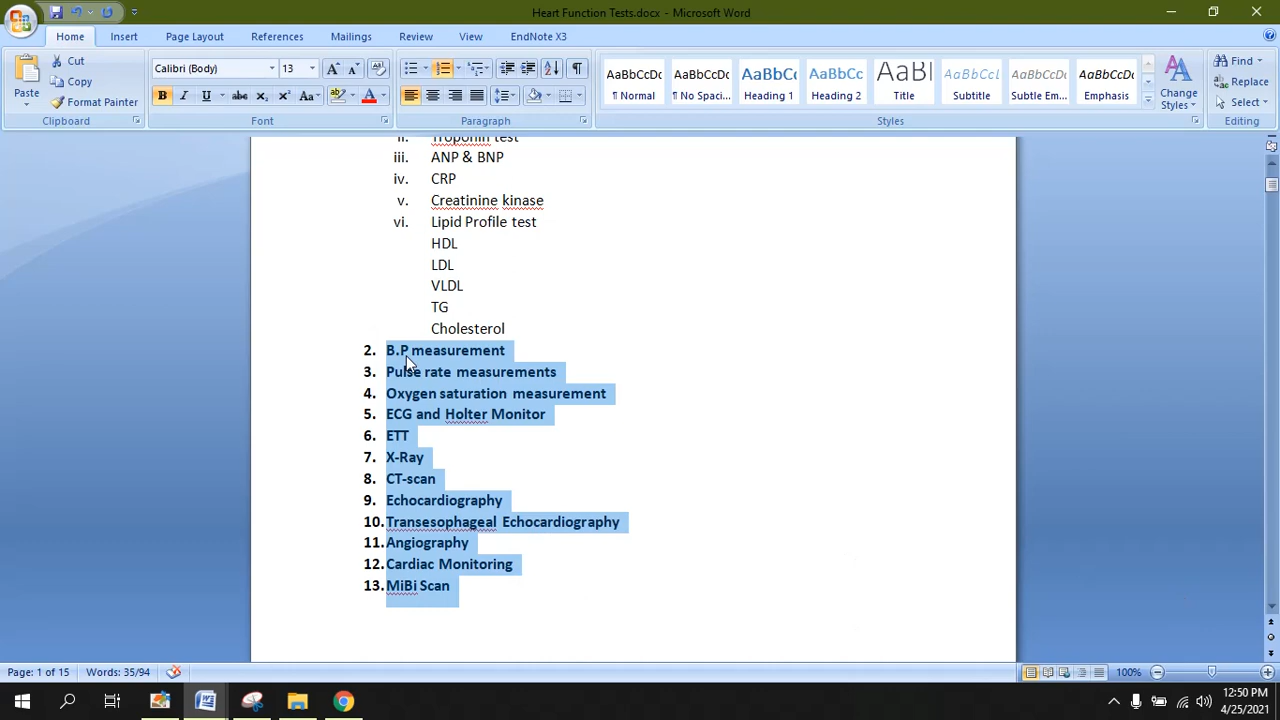 Heart Function Tests.docx - Microsoft Word
Home Insert Page Layout References Mailings Review View EndNote X3
Paste
Cut
Copy
Format Painter
Clipboard
Calibri (Body) 13
Font
Paragraph
AaBbCcDc AaBbCcDc AaBbCc AaBbCc AaBl AaBbCcL AaBbCcDc AaBbCcDc
¶ Normal ¶ No Spaci... Heading 1 Heading 2 Title Subtitle Subtle Em... Emphasis
Styles
Change Styles
Find
Replace
Select
Editing
ii. Troponin test
iii. ANP & BNP
iv. CRP
v. Creatinine kinase
vi. Lipid Profile test
HDL
LDL
VLDL
TG
Cholesterol
2. B.P measurement
3. Pulse rate measurements
4. Oxygen saturation measurement
5. ECG and Holter Monitor
6. ETT
7. X-Ray
8. CT-scan
9. Echocardiography
10. Transesophageal Echocardiography
11. Angiography
12. Cardiac Monitoring
13. MiBi Scan
Page: 1 of 15 Words: 35/94 100%
12:50 PM
4/25/2021